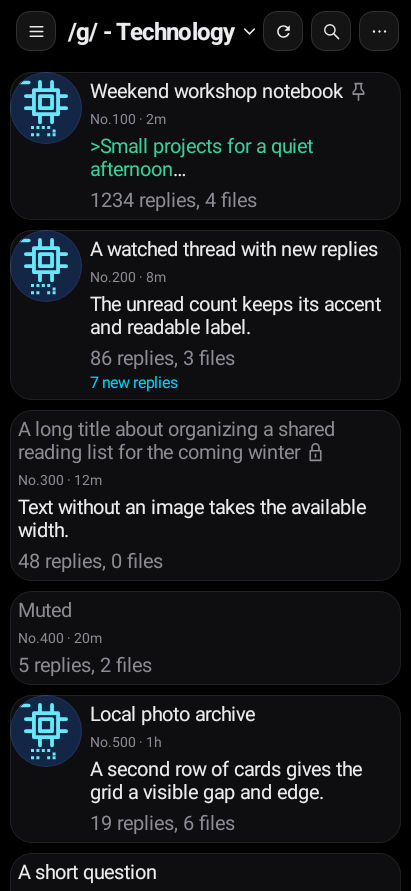 /g/ - Technology
Weekend workshop notebook
No.100 · 2m
>Small projects for a quiet
afternoon…
1234 replies, 4 files
A watched thread with new replies
No.200 · 8m
The unread count keeps its accent
and readable label.
86 replies, 3 files
7 new replies
A long title about organizing a shared
reading list for the coming winter
No.300 · 12m
Text without an image takes the available
width.
48 replies, 0 files
Muted
No.400 · 20m
5 replies, 2 files
Local photo archive
No.500 · 1h
A second row of cards gives the
grid a visible gap and edge.
19 replies, 6 files
A short question